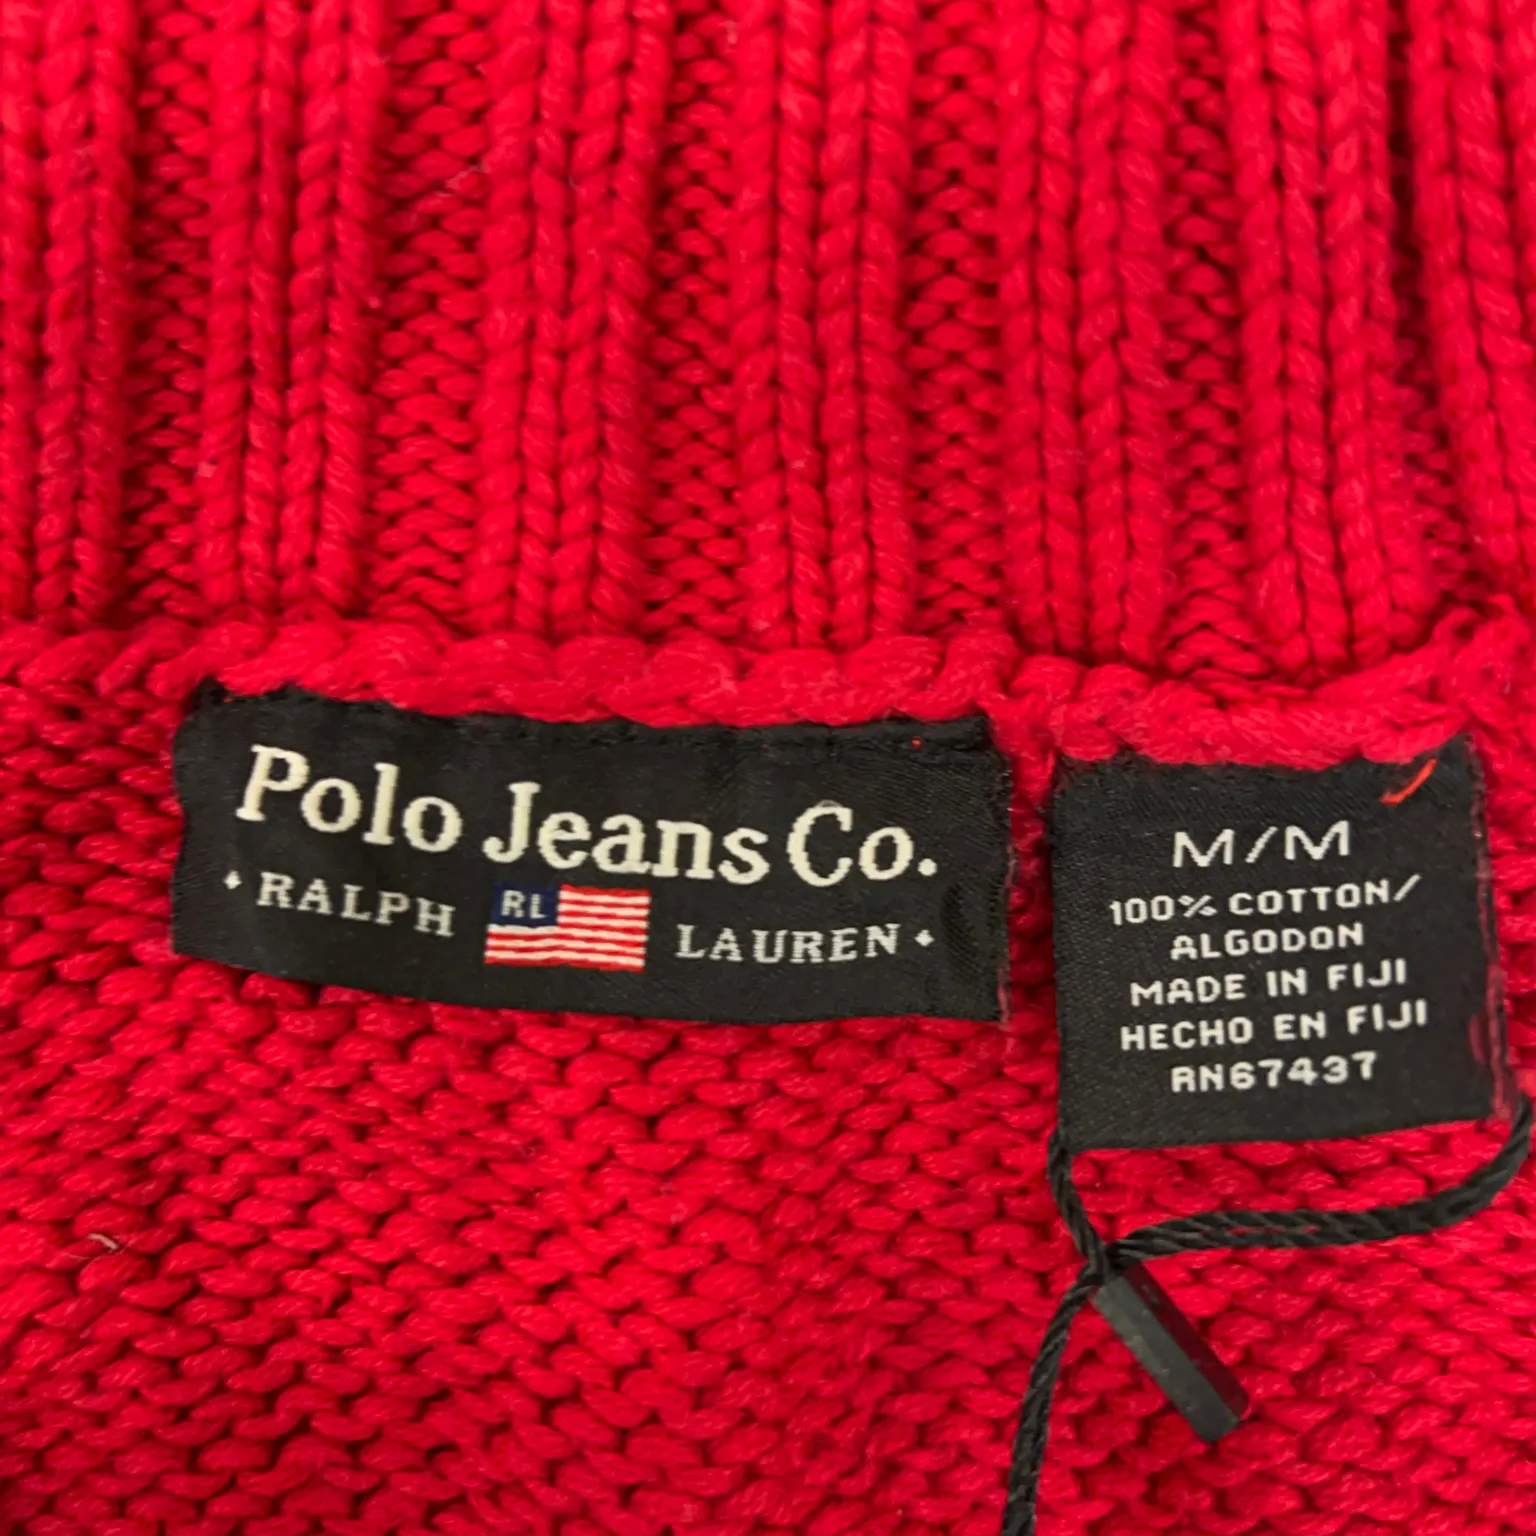 Polo Jeans Co.
RALPH RL LAUREN
M/M
100% COTTON/
ALGODON
MADE IN FIJI
HECHO EN FIJI
RN67437